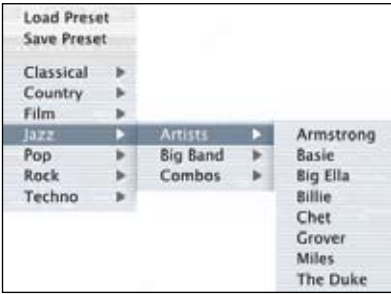 Load Preset
Save Preset
Classical
Country
Film
Jazz
Pop
Rock
Techno
Artists
Big Band
Combos
Armstrong
Basie
Big Ella
Billie
Chet
Grover
Miles
The Duke